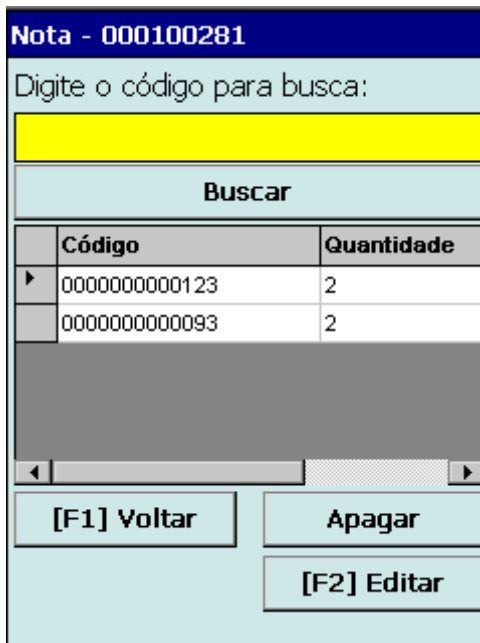 Nota - 000100281
Digite o código para busca:
Buscar
Código Quantidade
0000000000123 2
0000000000093 2
[F1] Voltar Apagar
[F2] Editar